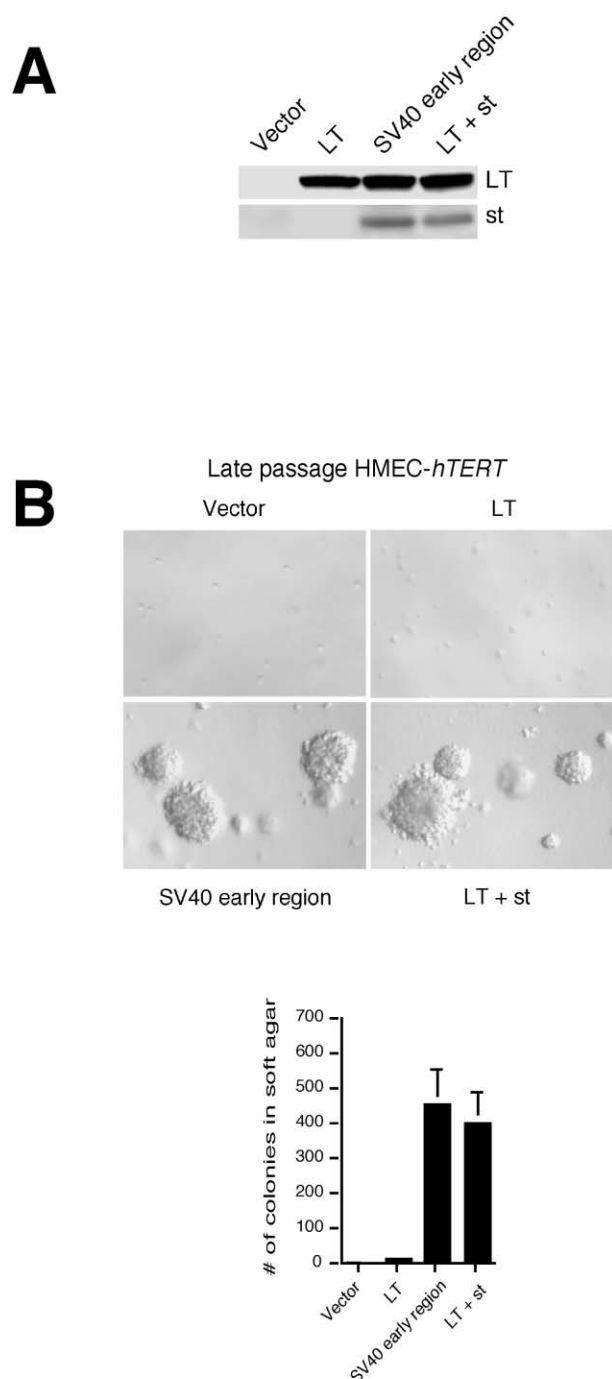 A
Vector
LT
SV40 early region
LT + st
LT
st
B
Late passage HMEC-hTERT
Vector
LT
SV40 early region
LT + st
# of colonies in soft agar
700
600
500
400
300
200
100
0
Vector
LT
SV40 early region
LT + st